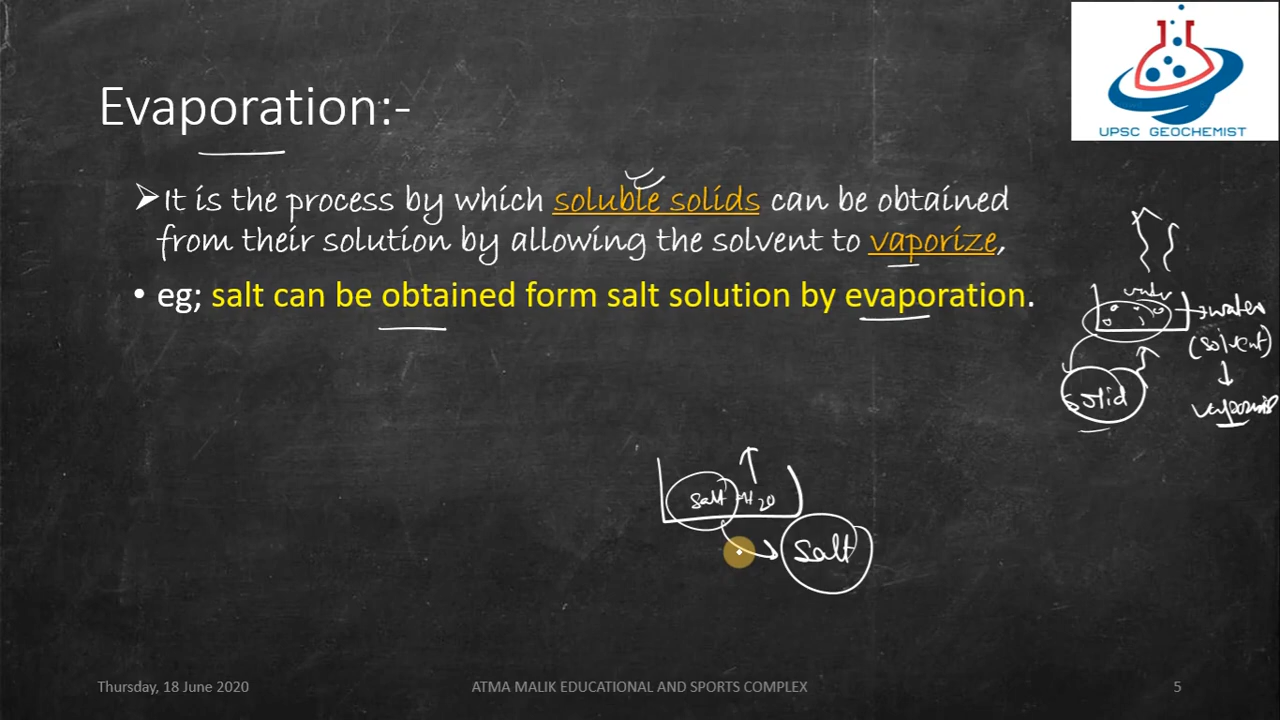 Evaporation:-
UPSC GEOCHEMIST
It is the process by which soluble solids can be obtained
from their solution by allowing the solvent to vaporize,
eg; salt can be obtained form salt solution by evaporation.
water
water
(solvent)
solid
salt H2O
salt
Thursday, 18 June 2020
ATMA MALIK EDUCATIONAL AND SPORTS COMPLEX
5